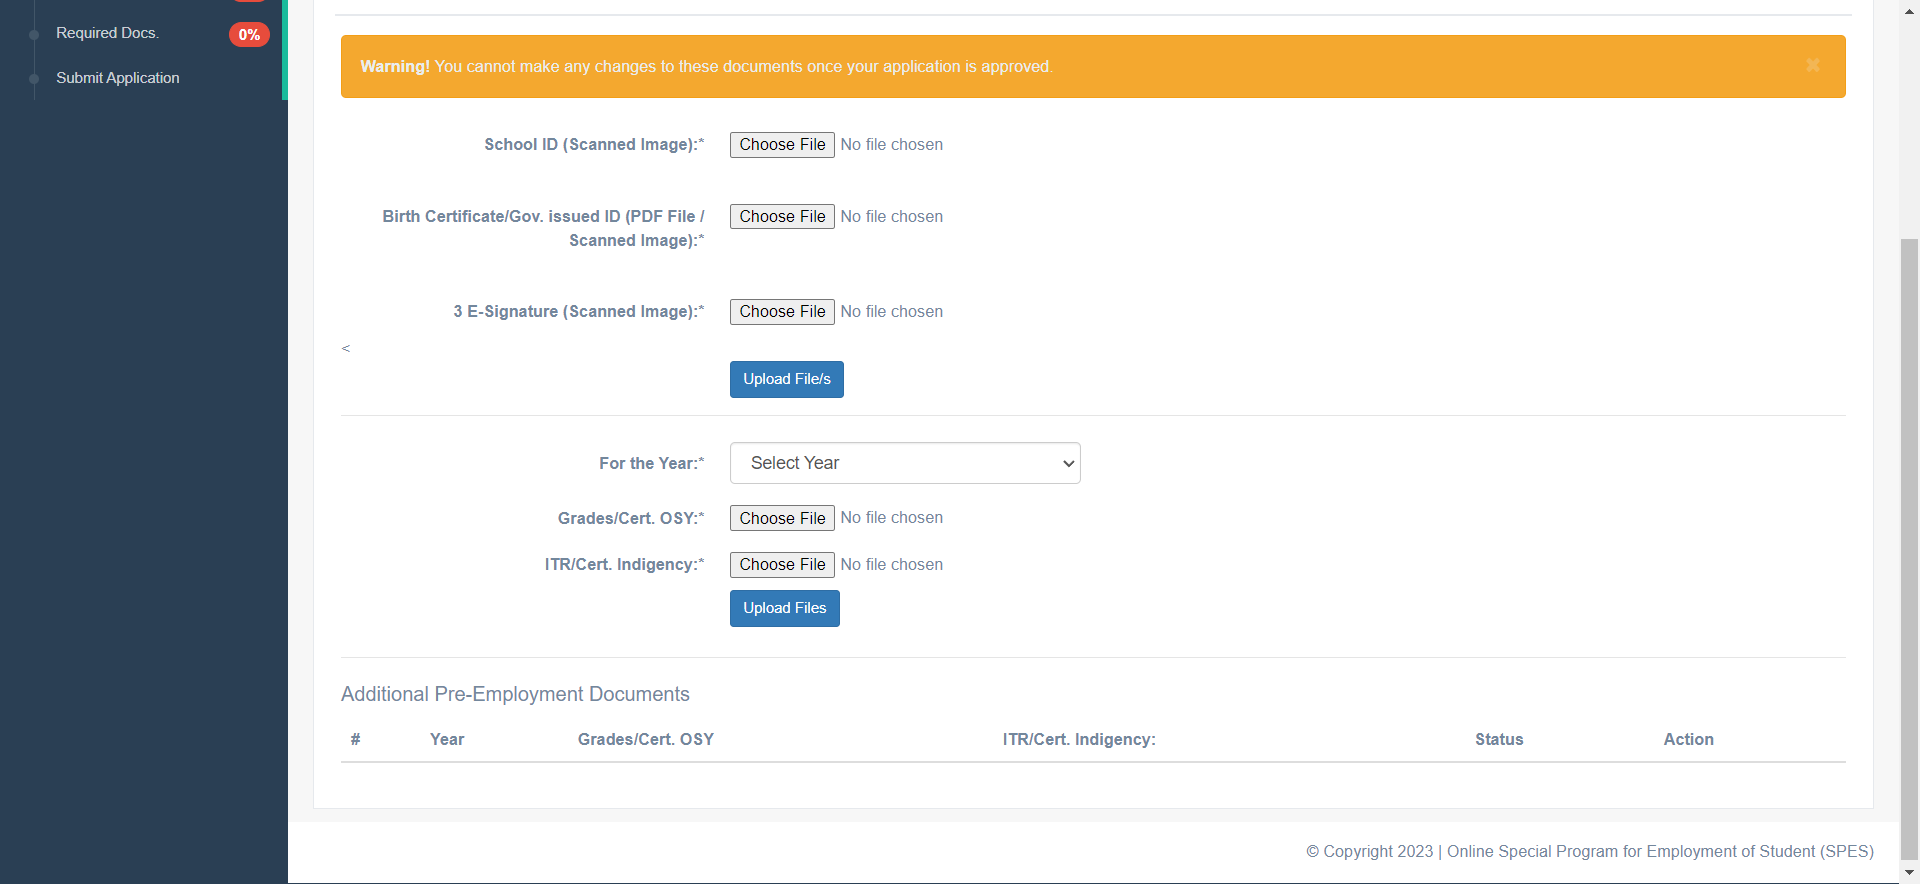 Required Docs.
0%
Submit Application
Warning! You cannot make any changes to these documents once your application is approved.
×
School ID (Scanned Image):*
Choose File No file chosen
Birth Certificate/Gov. issued ID (PDF File /
Scanned Image):*
Choose File No file chosen
3 E-Signature (Scanned Image):*
Choose File No file chosen
<
Upload File/s
For the Year:*
Select Year
Grades/Cert. OSY:*
Choose File No file chosen
ITR/Cert. Indigency:*
Choose File No file chosen
Upload Files
Additional Pre-Employment Documents
# Year Grades/Cert. OSY ITR/Cert. Indigency: Status Action
© Copyright 2023 | Online Special Program for Employment of Student (SPES)